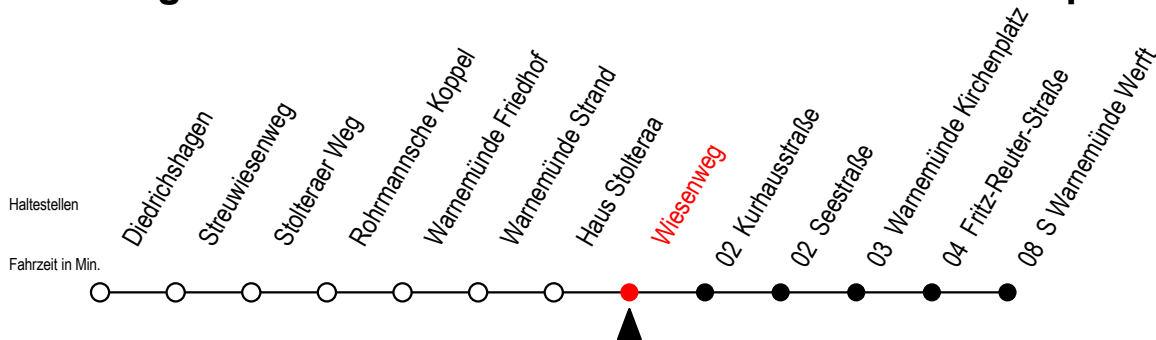 Haltestellen
Fahrzeit in Min.
Diedrichshagen
Streuwiesenweg
Stolteraer Weg
Rohrmannsche Koppel
Warnemünde Friedhof
Warnemünde Strand
Haus Stolteraa
Wiesenweg
02 Kurhausstraße
02 Seestraße
03 Warnemünde Kirchenplatz
04 Fritz-Reuter-Straße
08 S Warnemünde Werft